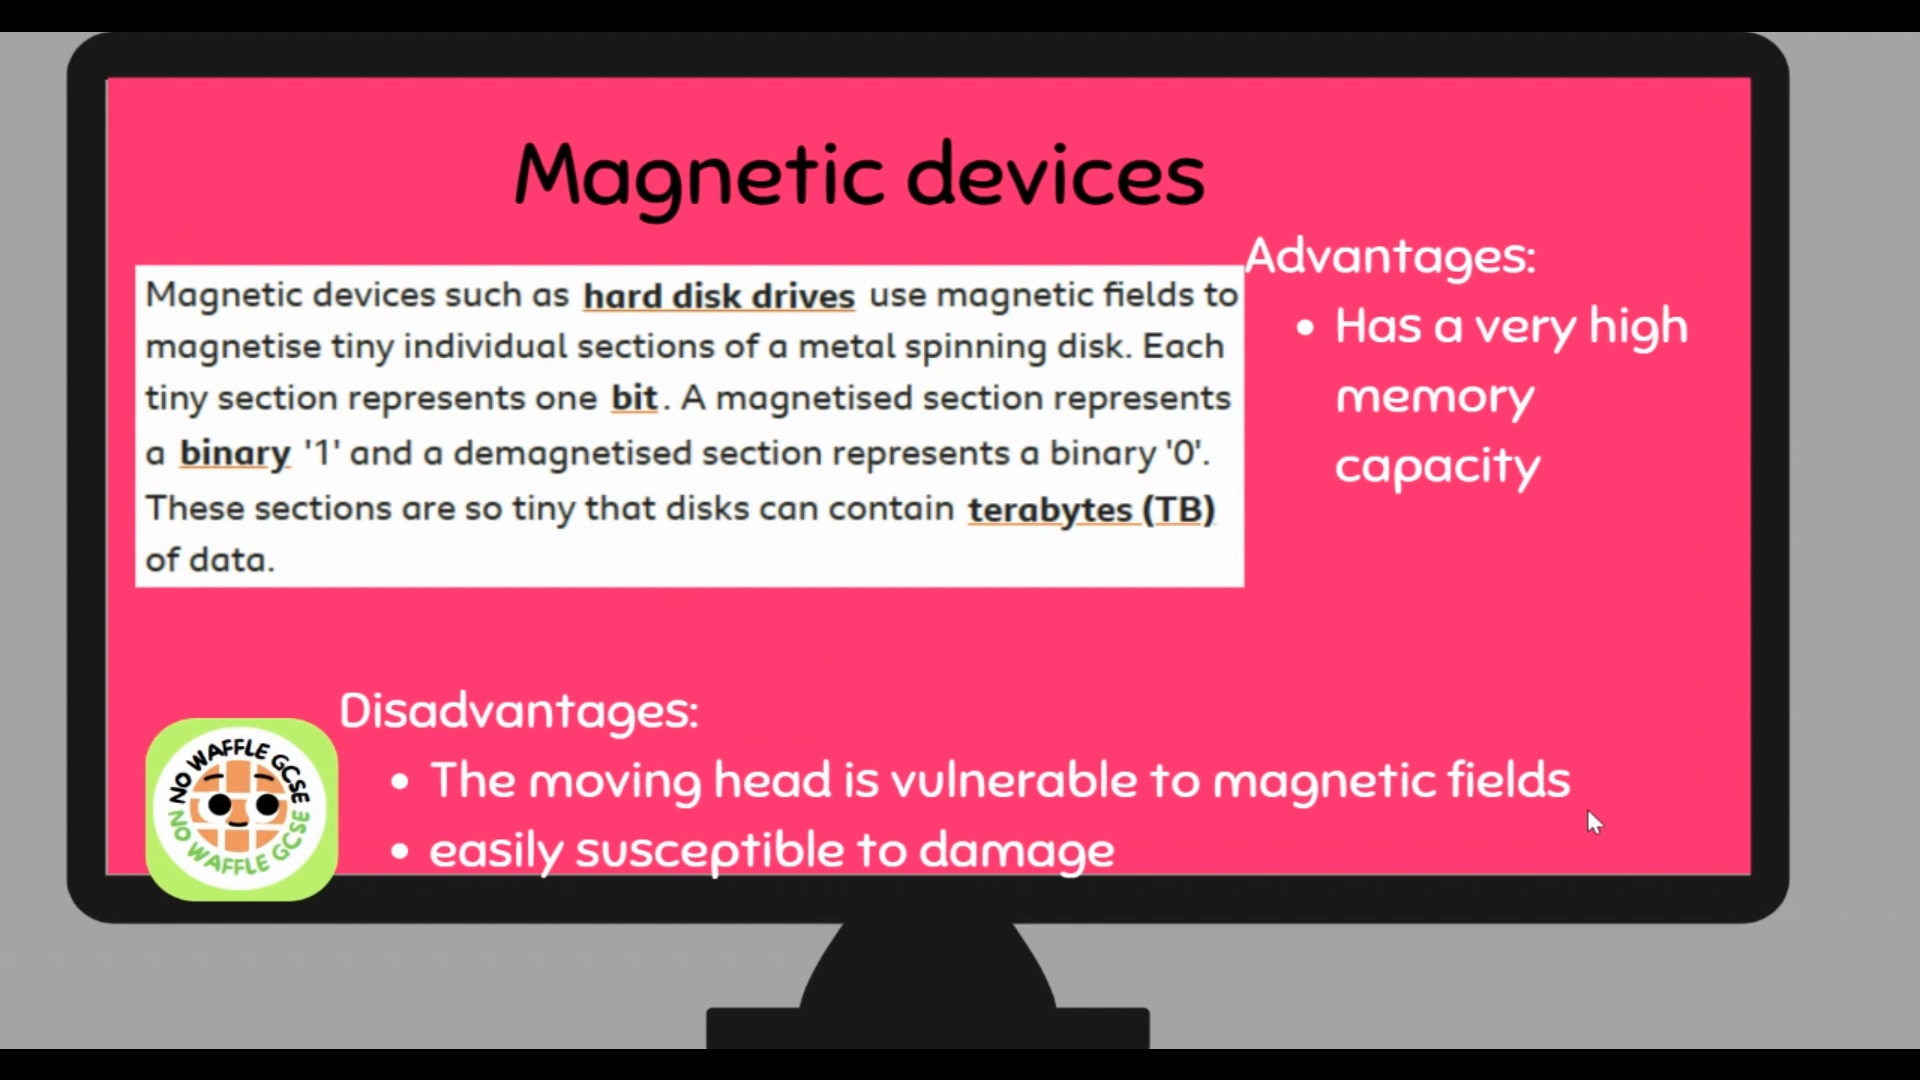 Magnetic devices
Magnetic devices such as hard disk drives use magnetic fields to
magnetise tiny individual sections of a metal spinning disk. Each
tiny section represents one bit. A magnetised section represents
a binary '1' and a demagnetised section represents a binary '0'.
These sections are so tiny that disks can contain terabytes (TB)
of data.
Advantages:
• Has a very high
memory
capacity
Disadvantages:
• The moving head is vulnerable to magnetic fields
• easily susceptible to damage
NO WAFFLE GCSE
NO WAFFLE GCSE